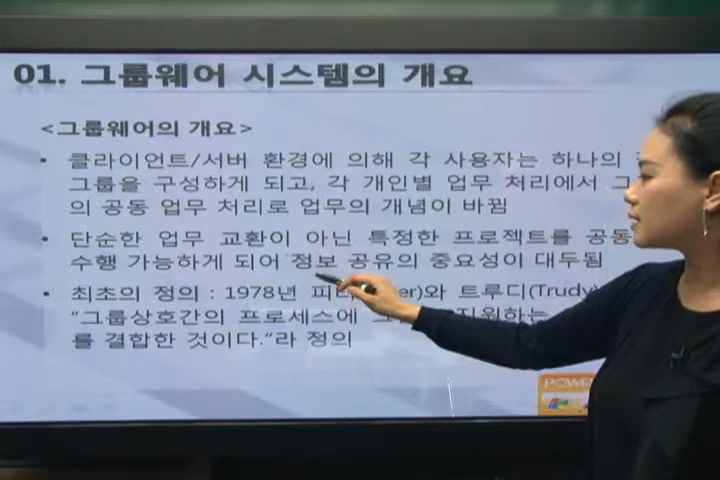 01. 그룹웨어 시스템의 개요
<그룹웨어의 개요>
• 클라이언트/서버 환경에 의해 각 사용자는 하나의
그룹을 구성하게 되고, 각 개인별 업무 처리에서
의 공동 업무 처리로 업무의 개념이 바뀜
• 단순한 업무 교환이 아닌 특정한 프로젝트를 공동
수행 가능하게 되어 정보 공유의 중요성이 대두됨
• 최초의 정의 : 1978년 와 트루디(Trudy)
"그룹상호간의 프로세스에
를 결합한 것이다."라 정의
POWE